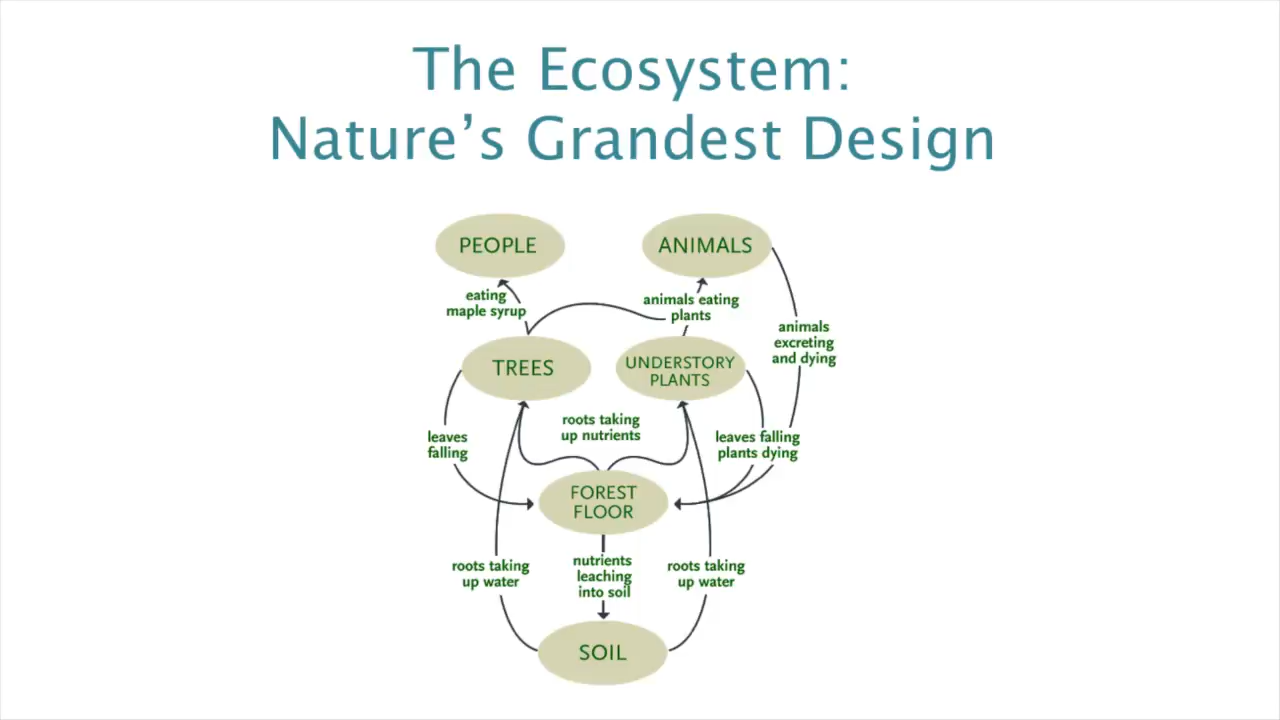 The Ecosystem:
Nature’s Grandest Design
PEOPLE
ANIMALS
eating
maple syrup
animals eating
plants
animals
excreting
and dying
TREES
UNDERSTORY
PLANTS
roots taking
up nutrients
leaves
falling
leaves falling
plants dying
FOREST
FLOOR
roots taking
up water
nutrients
leaching
into soil
roots taking
up water
SOIL